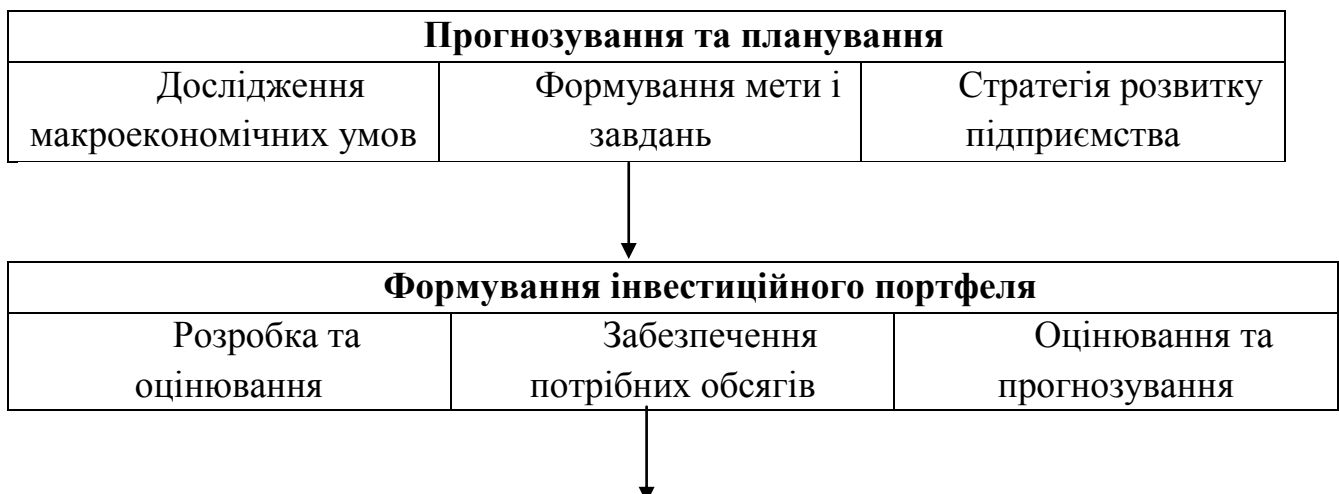 Прогнозування та планування
Дослідження
макроекономічних умов
Формування мети і
завдань
Стратегія розвитку
підприємства
Формування інвестиційного портфеля
Розробка та
оцінювання
Забезпечення
потрібних обсягів
Оцінювання та
прогнозування